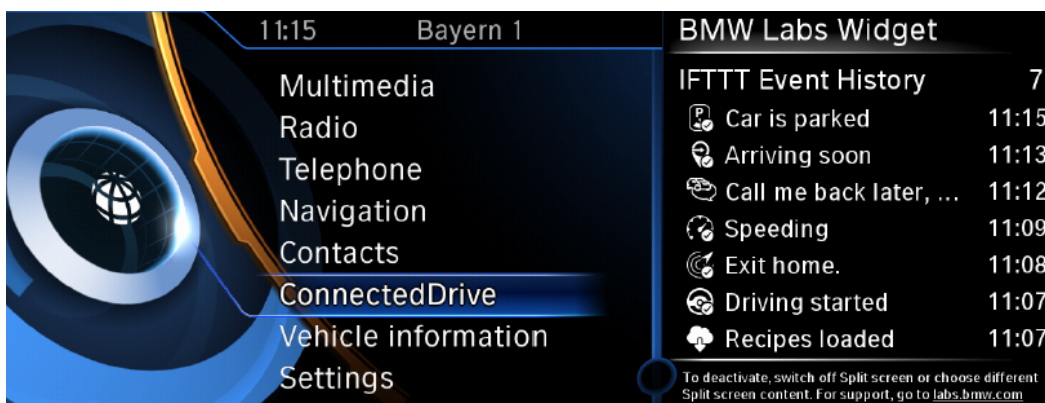 11:15 Bayern 1
Multimedia
Radio
Telephone
Navigation
Contacts
ConnectedDrive
Vehicle information
Settings
BMW Labs Widget
IFTTT Event History 7
P Car is parked 11:15
Arriving soon 11:13
Call me back later, ... 11:12
Speeding 11:09
Exit home. 11:08
Driving started 11:07
Recipes loaded 11:07
To deactivate, switch off Split screen or choose different
Split screen content. For support, go to labs.bmw.com